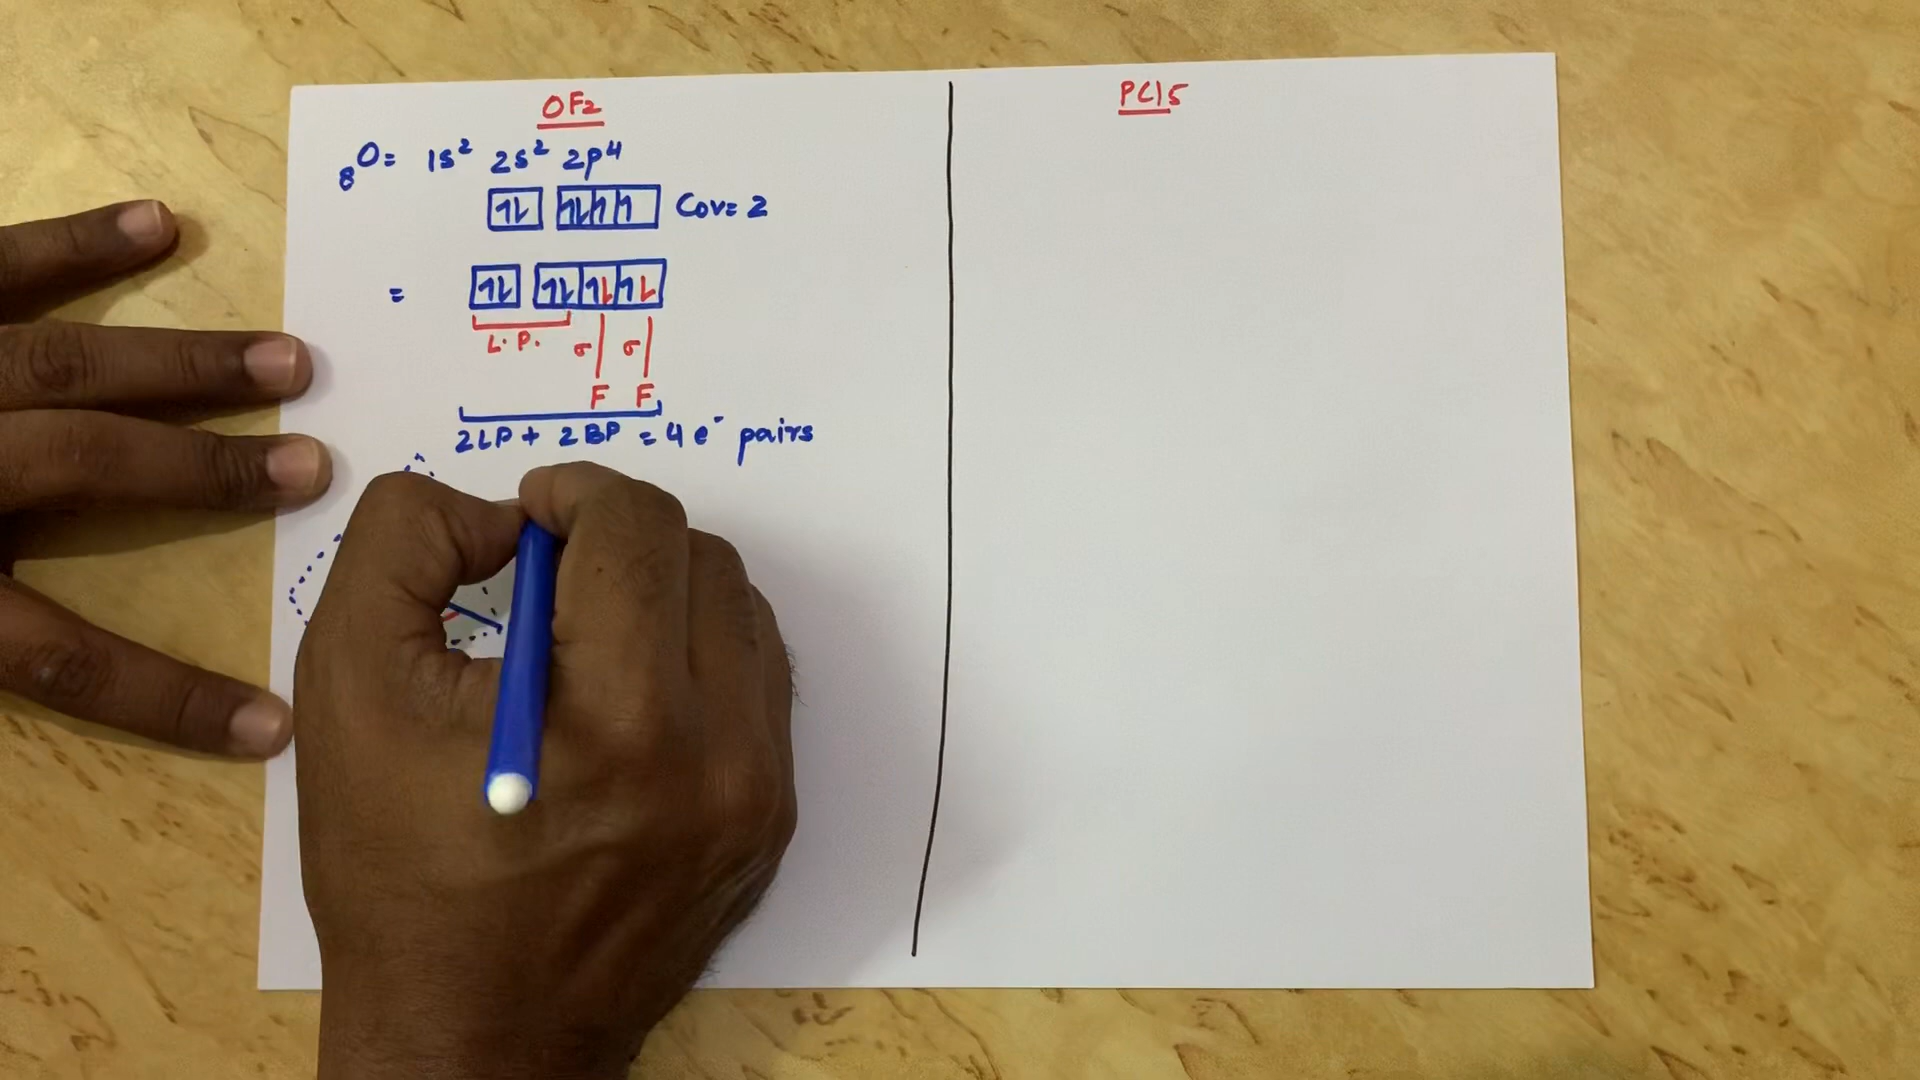 OF2
8O= 1s² 2s² 2p⁴
↿⇂ ↿⇂ ↿ ↿ Cov= 2
= ↿⇂ ↿⇂ ↿⇂ ↿⇂
L.P. σ σ
F F
2LP + 2BP = 4 e⁻ pairs
PCl5